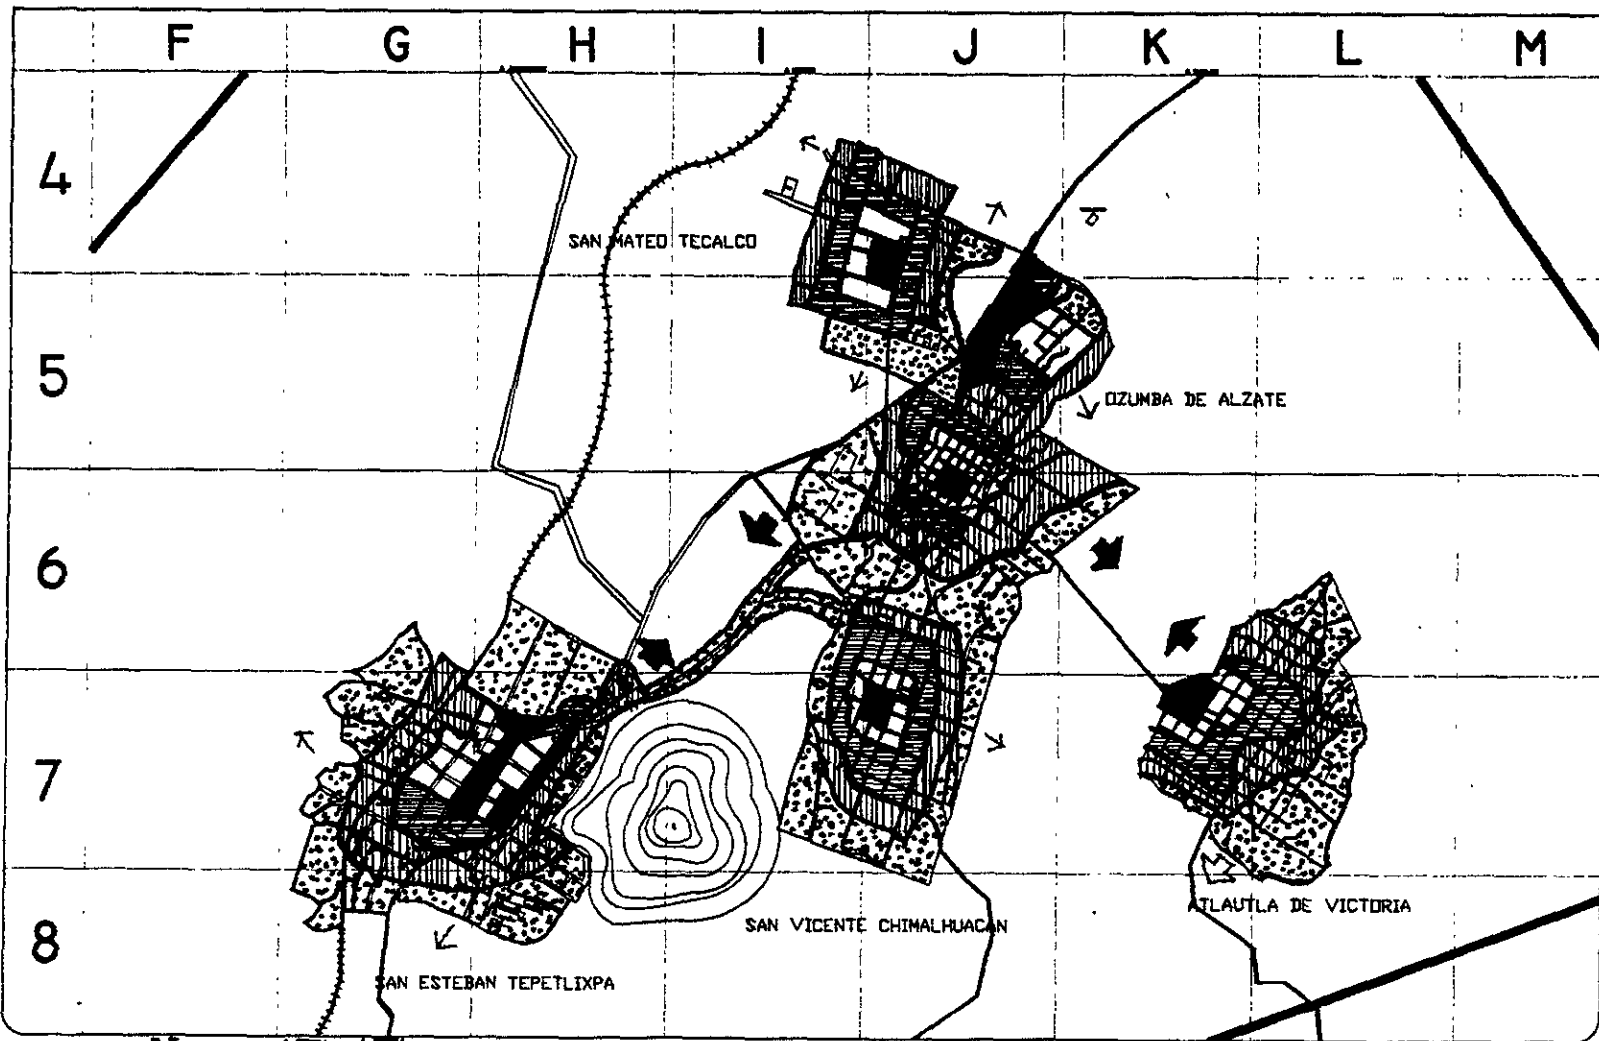 F G H I J K L M
4
SAN MATEO TECALCO
5
OZUMBA DE ALZATE
6
7
ATLAUTLA DE VICTORIA
SAN VICENTE CHIMALHUACAN
8
SAN ESTEBAN TEPETLIXPA